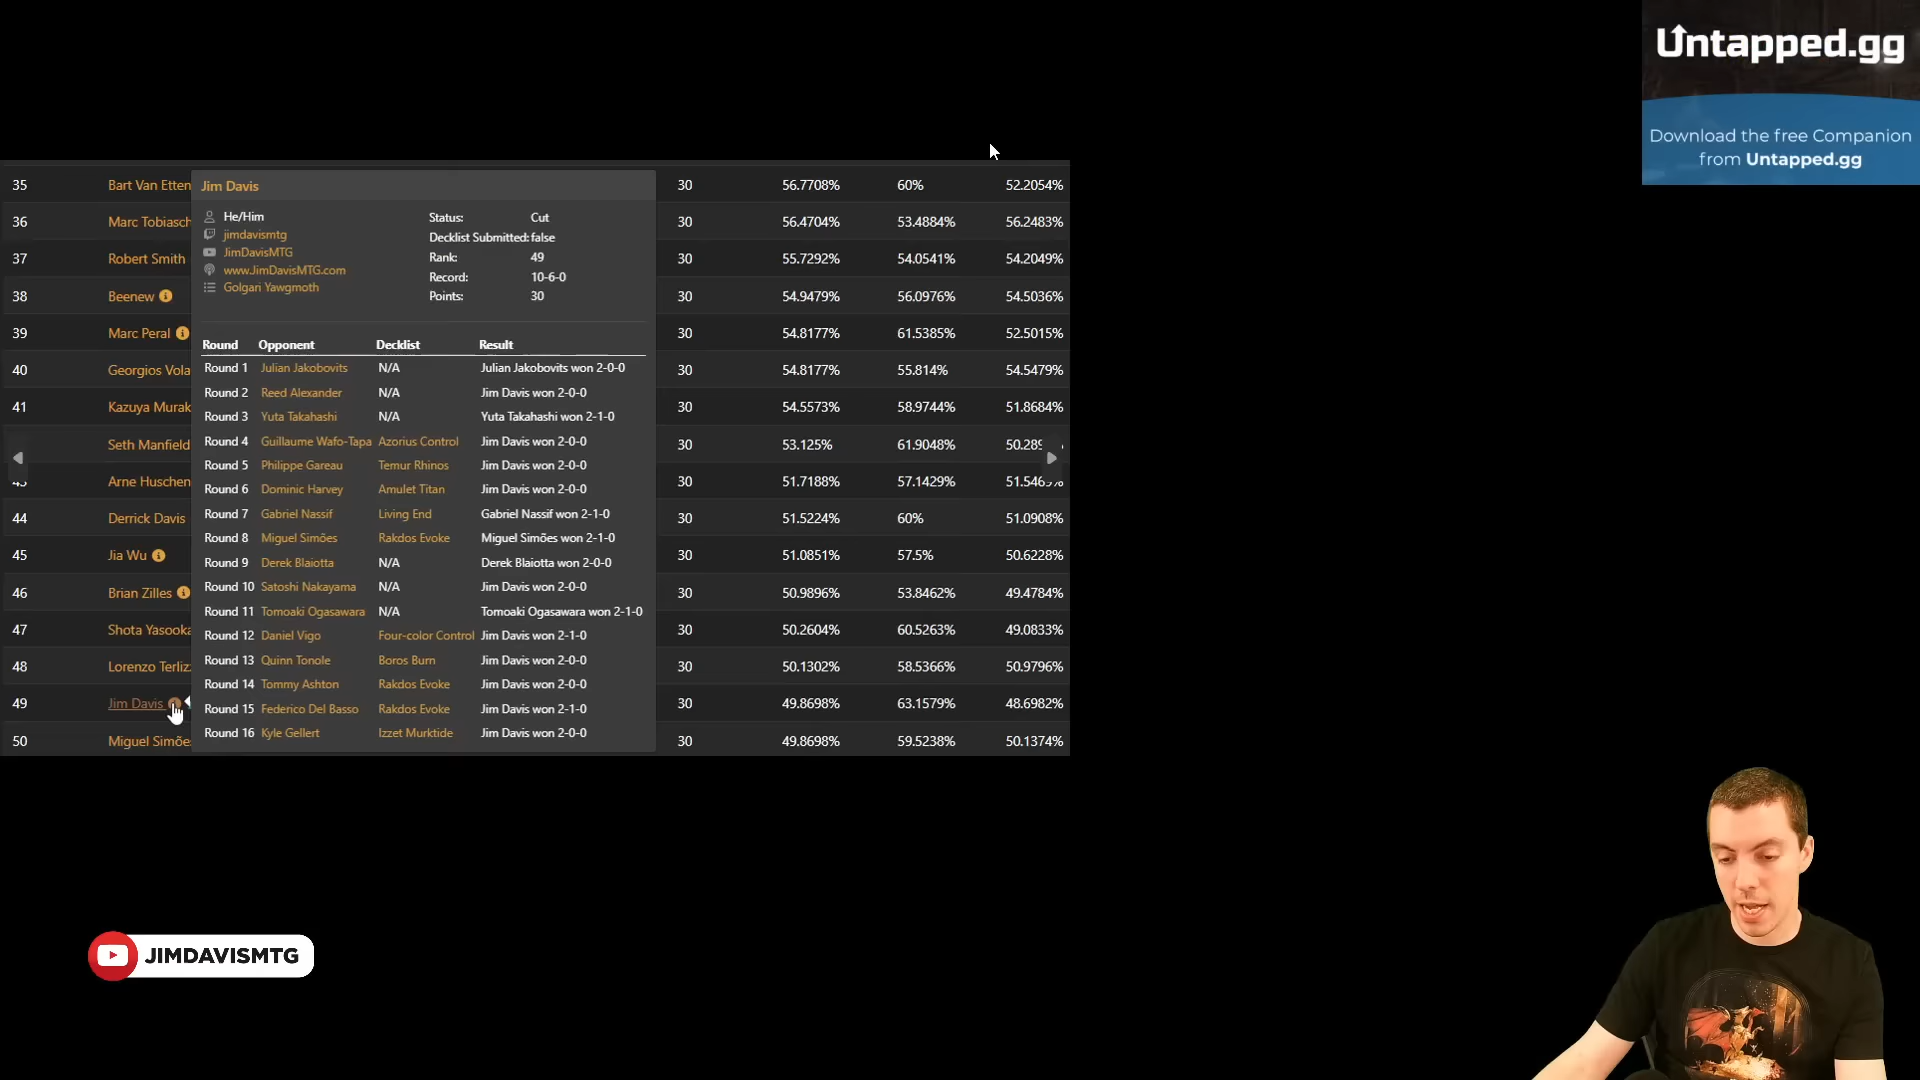 Untapped.gg
Download the free Companion
from Untapped.gg
35 Bart Van Etten 30 56.7708% 60% 52.2054%
36 Marc Tobiasch 30 56.4704% 53.4884% 56.2483%
37 Robert Smith 30 55.7292% 54.0541% 54.2049%
38 Beenew 30 54.9479% 56.0976% 54.5036%
39 Marc Peral 30 54.8177% 61.5385% 52.5015%
40 Georgios Vola 30 54.8177% 55.814% 54.5479%
41 Kazuya Murak 30 54.5573% 58.9744% 51.8684%
Seth Manfield 30 53.125% 61.9048% 50.289
Arne Huschen 30 51.7188% 57.1429% 51.5465%
44 Derrick Davis 30 51.5224% 60% 51.0908%
45 Jia Wu 30 51.0851% 57.5% 50.6228%
46 Brian Zilles 30 50.9896% 53.8462% 49.4784%
47 Shota Yasooka 30 50.2604% 60.5263% 49.0833%
48 Lorenzo Terliz 30 50.1302% 58.5366% 50.9796%
49 Jim Davis 30 49.8698% 63.1579% 48.6982%
50 Miguel Simões 30 49.8698% 59.5238% 50.1374%
Jim Davis
He/Him
jimdavismtg
JimDavisMTG
www.JimDavisMTG.com
Golgari Yawgmoth
Status: Cut
Decklist Submitted: false
Rank: 49
Record: 10-6-0
Points: 30
Round Opponent Decklist Result
Round 1 Julian Jakobovits N/A Julian Jakobovits won 2-0-0
Round 2 Reed Alexander N/A Jim Davis won 2-0-0
Round 3 Yuta Takahashi N/A Yuta Takahashi won 2-1-0
Round 4 Guillaume Wafo-Tapa Azorius Control Jim Davis won 2-0-0
Round 5 Philippe Gareau Temur Rhinos Jim Davis won 2-0-0
Round 6 Dominic Harvey Amulet Titan Jim Davis won 2-0-0
Round 7 Gabriel Nassif Living End Gabriel Nassif won 2-1-0
Round 8 Miguel Simões Rakdos Evoke Miguel Simões won 2-1-0
Round 9 Derek Blaiotta N/A Derek Blaiotta won 2-0-0
Round 10 Satoshi Nakayama N/A Jim Davis won 2-0-0
Round 11 Tomoaki Ogasawara N/A Tomoaki Ogasawara won 2-1-0
Round 12 Daniel Vigo Four-color Control Jim Davis won 2-1-0
Round 13 Quinn Tonole Boros Burn Jim Davis won 2-0-0
Round 14 Tommy Ashton Rakdos Evoke Jim Davis won 2-0-0
Round 15 Federico Del Basso Rakdos Evoke Jim Davis won 2-1-0
Round 16 Kyle Gellert Izzet Murktide Jim Davis won 2-0-0
JIMDAVISMTG